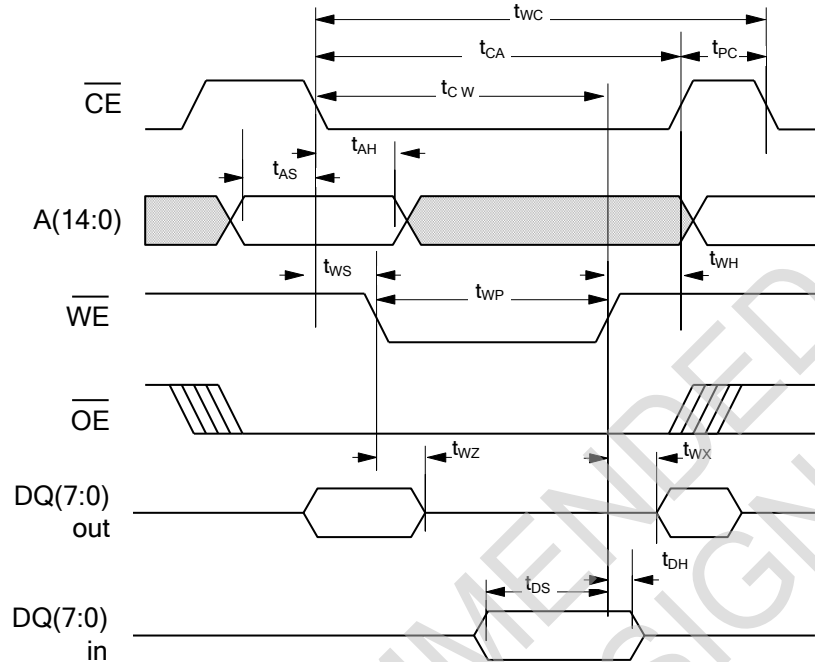 tWC
tCA
tPC
CE
tCW
tAH
tAS
A(14:0)
tWS
tWH
tWP
WE
OE
tWZ
tWX
DQ(7:0)
out
tDH
tDS
DQ(7:0)
in